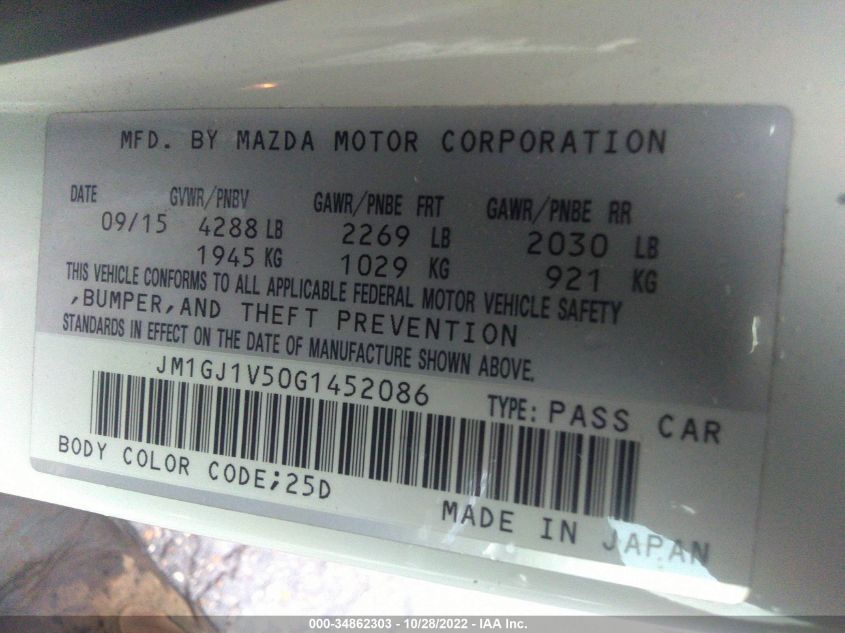 MFD. BY MAZDA MOTOR CORPORATION
DATE GVWR/PNBV GAWR/PNBE FRT GAWR/PNBE RR
09/15 4288 LB 2269 LB 2030 LB
1945 KG 1029 KG 921 KG
THIS VEHICLE CONFORMS TO ALL APPLICABLE FEDERAL MOTOR VEHICLE SAFETY
,BUMPER,AND THEFT PREVENTION
STANDARDS IN EFFECT ON THE DATE OF MANUFACTURE SHOWN ABOVE.
JM1GJ1V50G1452086 TYPE: PASS CAR
BODY COLOR CODE;25D
MADE IN JAPAN
000-34862303 - 10/28/2022 - IAA Inc.